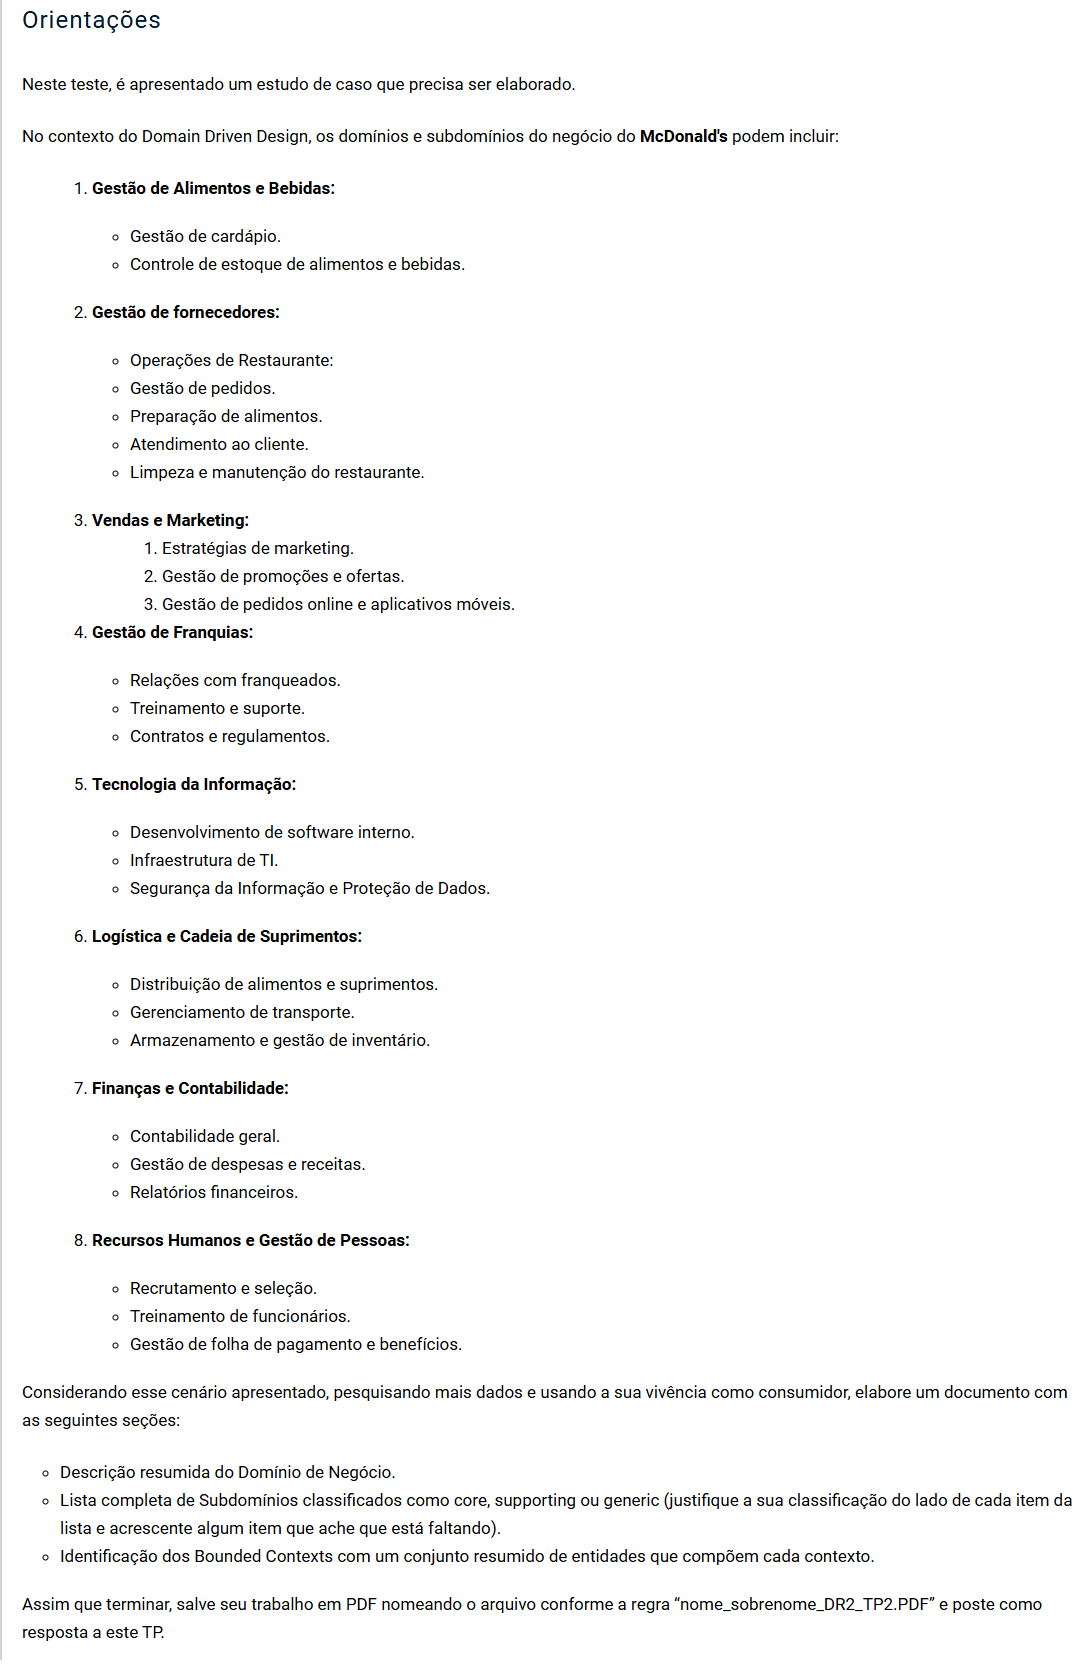 Orientações
Neste teste, é apresentado um estudo de caso que precisa ser elaborado.
No contexto do Domain Driven Design, os domínios e subdomínios do negócio do McDonald's podem incluir:
1. Gestão de Alimentos e Bebidas:
◦ Gestão de cardápio.
◦ Controle de estoque de alimentos e bebidas.
2. Gestão de fornecedores:
◦ Operações de Restaurante:
◦ Gestão de pedidos.
◦ Preparação de alimentos.
◦ Atendimento ao cliente.
◦ Limpeza e manutenção do restaurante.
3. Vendas e Marketing:
1. Estratégias de marketing.
2. Gestão de promoções e ofertas.
3. Gestão de pedidos online e aplicativos móveis.
4. Gestão de Franquias:
◦ Relações com franqueados.
◦ Treinamento e suporte.
◦ Contratos e regulamentos.
5. Tecnologia da Informação:
◦ Desenvolvimento de software interno.
◦ Infraestrutura de TI.
◦ Segurança da Informação e Proteção de Dados.
6. Logística e Cadeia de Suprimentos:
◦ Distribuição de alimentos e suprimentos.
◦ Gerenciamento de transporte.
◦ Armazenamento e gestão de inventário.
7. Finanças e Contabilidade:
◦ Contabilidade geral.
◦ Gestão de despesas e receitas.
◦ Relatórios financeiros.
8. Recursos Humanos e Gestão de Pessoas:
◦ Recrutamento e seleção.
◦ Treinamento de funcionários.
◦ Gestão de folha de pagamento e benefícios.
Considerando esse cenário apresentado, pesquisando mais dados e usando a sua vivência como consumidor, elabore um documento com
as seguintes seções:
◦ Descrição resumida do Domínio de Negócio.
◦ Lista completa de Subdomínios classificados como core, supporting ou generic (justifique a sua classificação do lado de cada item da
lista e acrescente algum item que ache que está faltando).
◦ Identificação dos Bounded Contexts com um conjunto resumido de entidades que compõem cada contexto.
Assim que terminar, salve seu trabalho em PDF nomeando o arquivo conforme a regra “nome_sobrenome_DR2_TP2.PDF” e poste como
resposta a este TP.